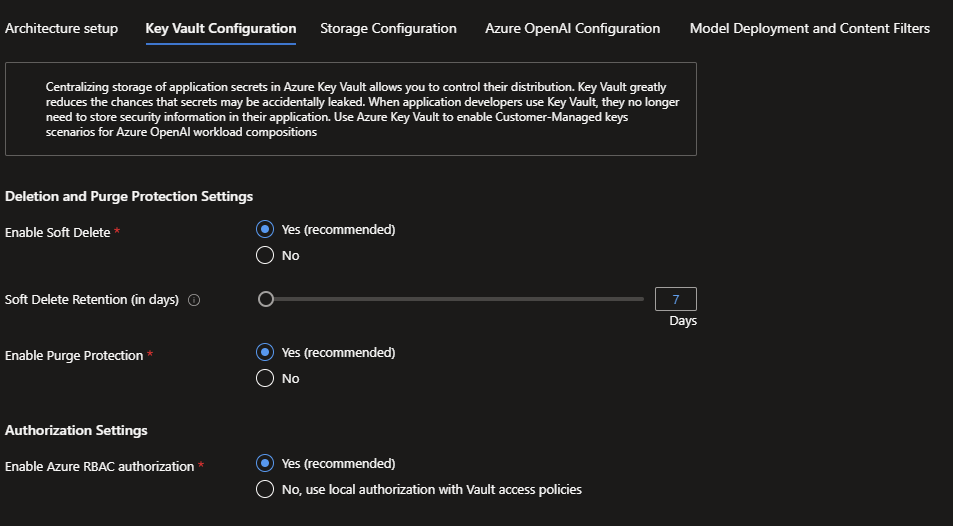 Architecture setup
Key Vault Configuration
Storage Configuration
Azure OpenAI Configuration
Model Deployment and Content Filters
Centralizing storage of application secrets in Azure Key Vault allows you to control their distribution. Key Vault greatly
reduces the chances that secrets may be accidentally leaked. When application developers use Key Vault, they no longer
need to store security information in their application. Use Azure Key Vault to enable Customer-Managed keys
scenarios for Azure OpenAI workload compositions
Deletion and Purge Protection Settings
Enable Soft Delete *
Yes (recommended)
No
Soft Delete Retention (in days)
7
Days
Enable Purge Protection *
Yes (recommended)
No
Authorization Settings
Enable Azure RBAC authorization *
Yes (recommended)
No, use local authorization with Vault access policies